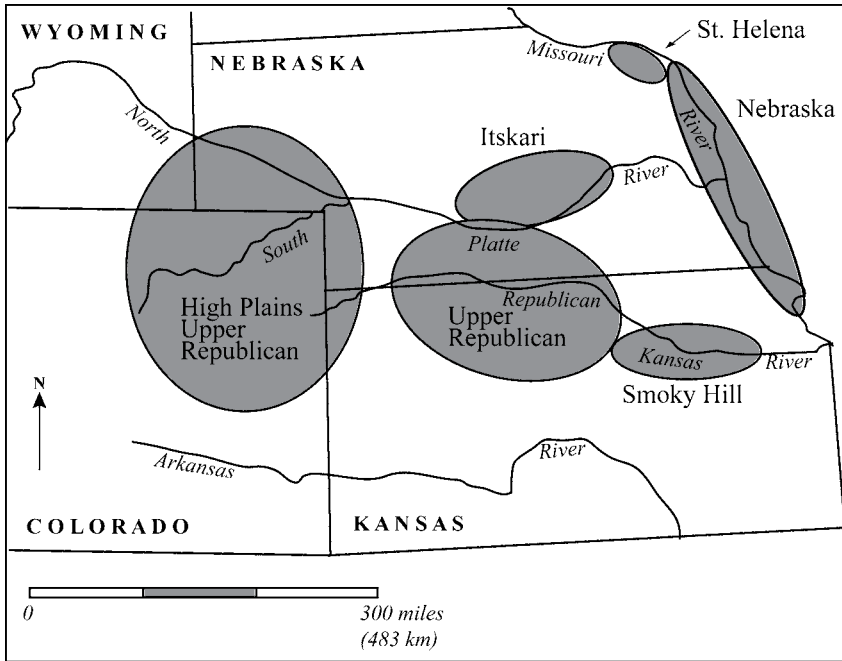 WYOMING
NEBRASKA
St. Helena
Missouri
Nebraska
River
North
Itskari
River
Platte
South
High Plains
Upper
Republican
Republican
Upper
Republican
Kansas
River
Smoky Hill
N
Arkansas
River
COLORADO
KANSAS
0
300 miles
(483 km)